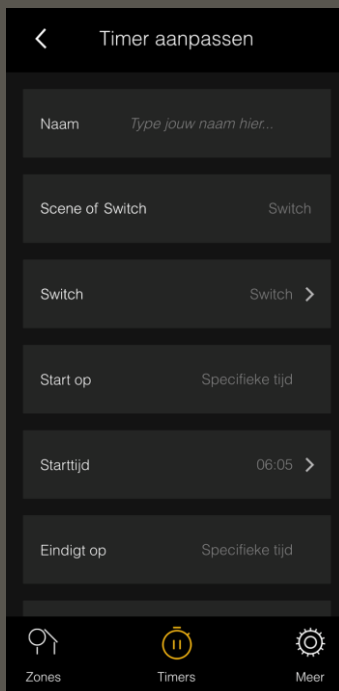 Timer aanpassen
Naam Type jouw naam hier...
Scene of Switch Switch
Switch Switch
Start op Specifieke tijd
Starttijd 06:05
Eindigt op Specifieke tijd
Zones Timers Meer